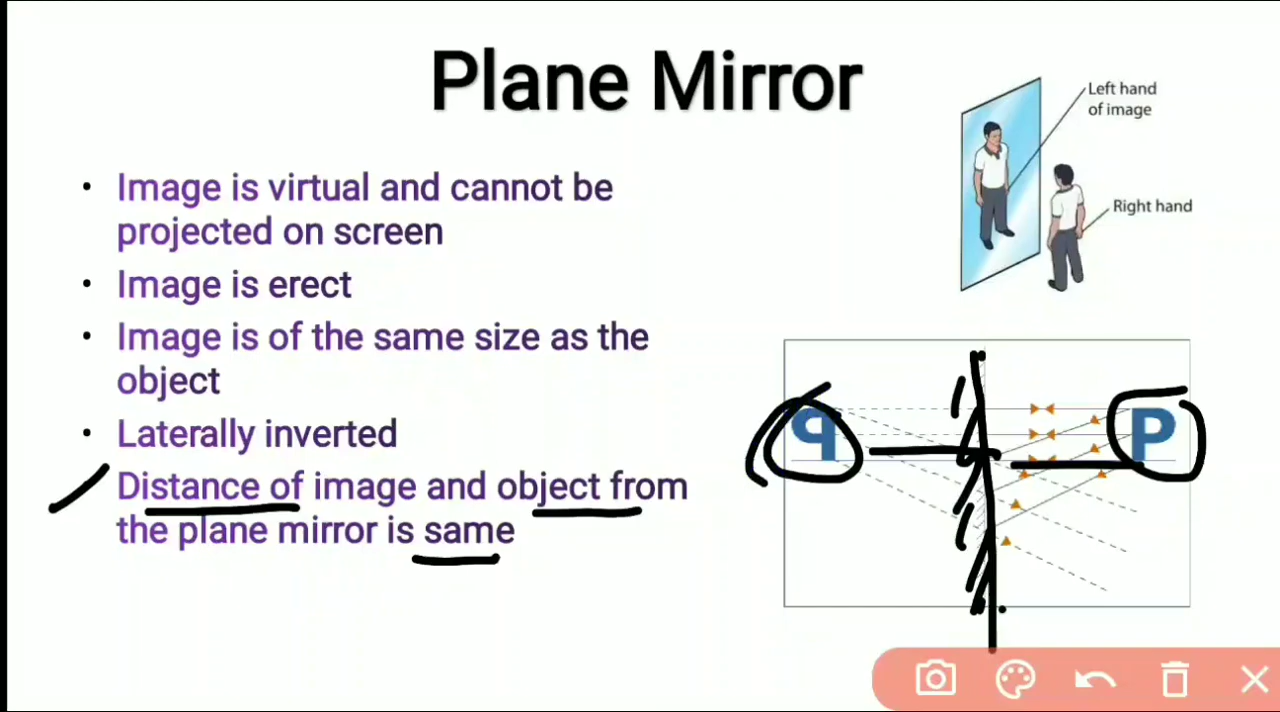 Plane Mirror
Left hand
of image
Right hand
• Image is virtual and cannot be
projected on screen
• Image is erect
• Image is of the same size as the
object
• Laterally inverted
Distance of image and object from
the plane mirror is same
ꟼ P